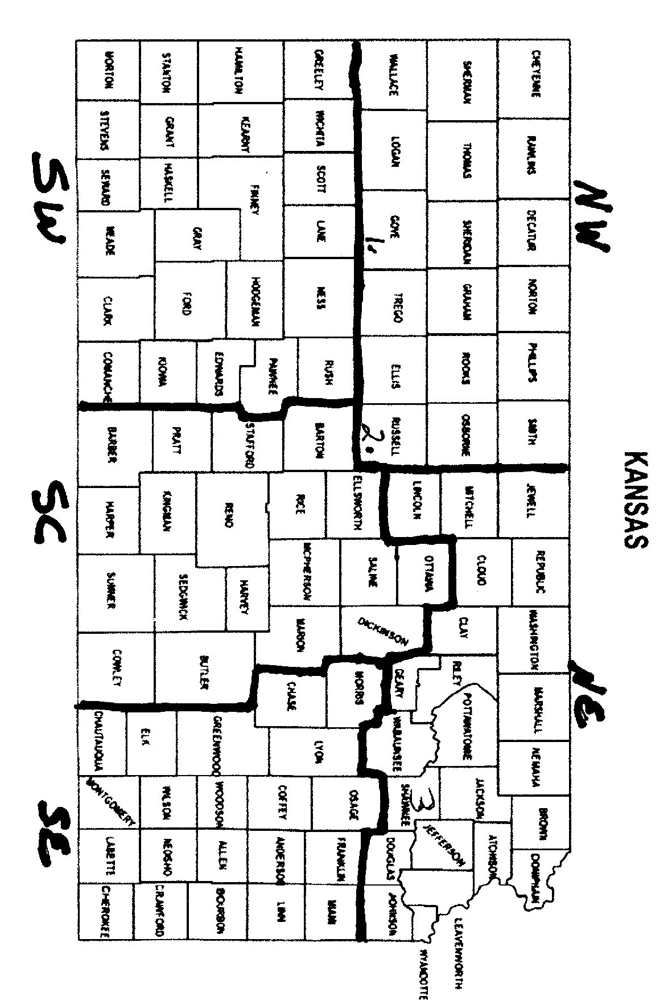 KANSAS
NW
NE
CHEYENNE
RAWLINS
DECATUR
NORTON
PHILLIPS
SMITH
JEWELL
REPUBLIC
WASHINGTON
MARSHALL
NEMAHA
BROWN
DONIPHAN
SHERMAN
THOMAS
SHERIDAN
GRAHAM
ROOKS
OSBORNE
MITCHELL
CLOUD
CLAY
RILEY
POTTAWATOMIE
JACKSON
ATCHISON
JEFFERSON
LEAVENWORTH
WYANDOTTE
WALLACE
LOGAN
GOVE
1.
TREGO
ELLIS
RUSSELL
2.
LINCOLN
OTTAWA
GEARY
WABAUNSEE
SHAWNEE
3
DOUGLAS
JOHNSON
GREELEY
WICHITA
SCOTT
LANE
NESS
RUSH
BARTON
ELLSWORTH
RICE
SALINE
MCPHERSON
DICKINSON
MARION
MORRIS
CHASE
LYON
OSAGE
COFFEY
FRANKLIN
ANDERSON
MIAMI
LINN
HAMILTON
KEARNY
FINNEY
HODGEMAN
PAWNEE
EDWARDS
STAFFORD
RENO
HARVEY
BUTLER
GREENWOOD
WOODSON
ALLEN
BOURBON
STANTON
GRANT
HASKELL
GRAY
FORD
KIOWA
PRATT
KINGMAN
SEDGWICK
ELK
WILSON
NEOSHO
CRAWFORD
MORTON
STEVENS
SEWARD
MEADE
CLARK
COMANCHE
BARBER
HARPER
SUMNER
COWLEY
CHAUTAUQUA
MONTGOMERY
LABETTE
CHEROKEE
SW
SC
SE